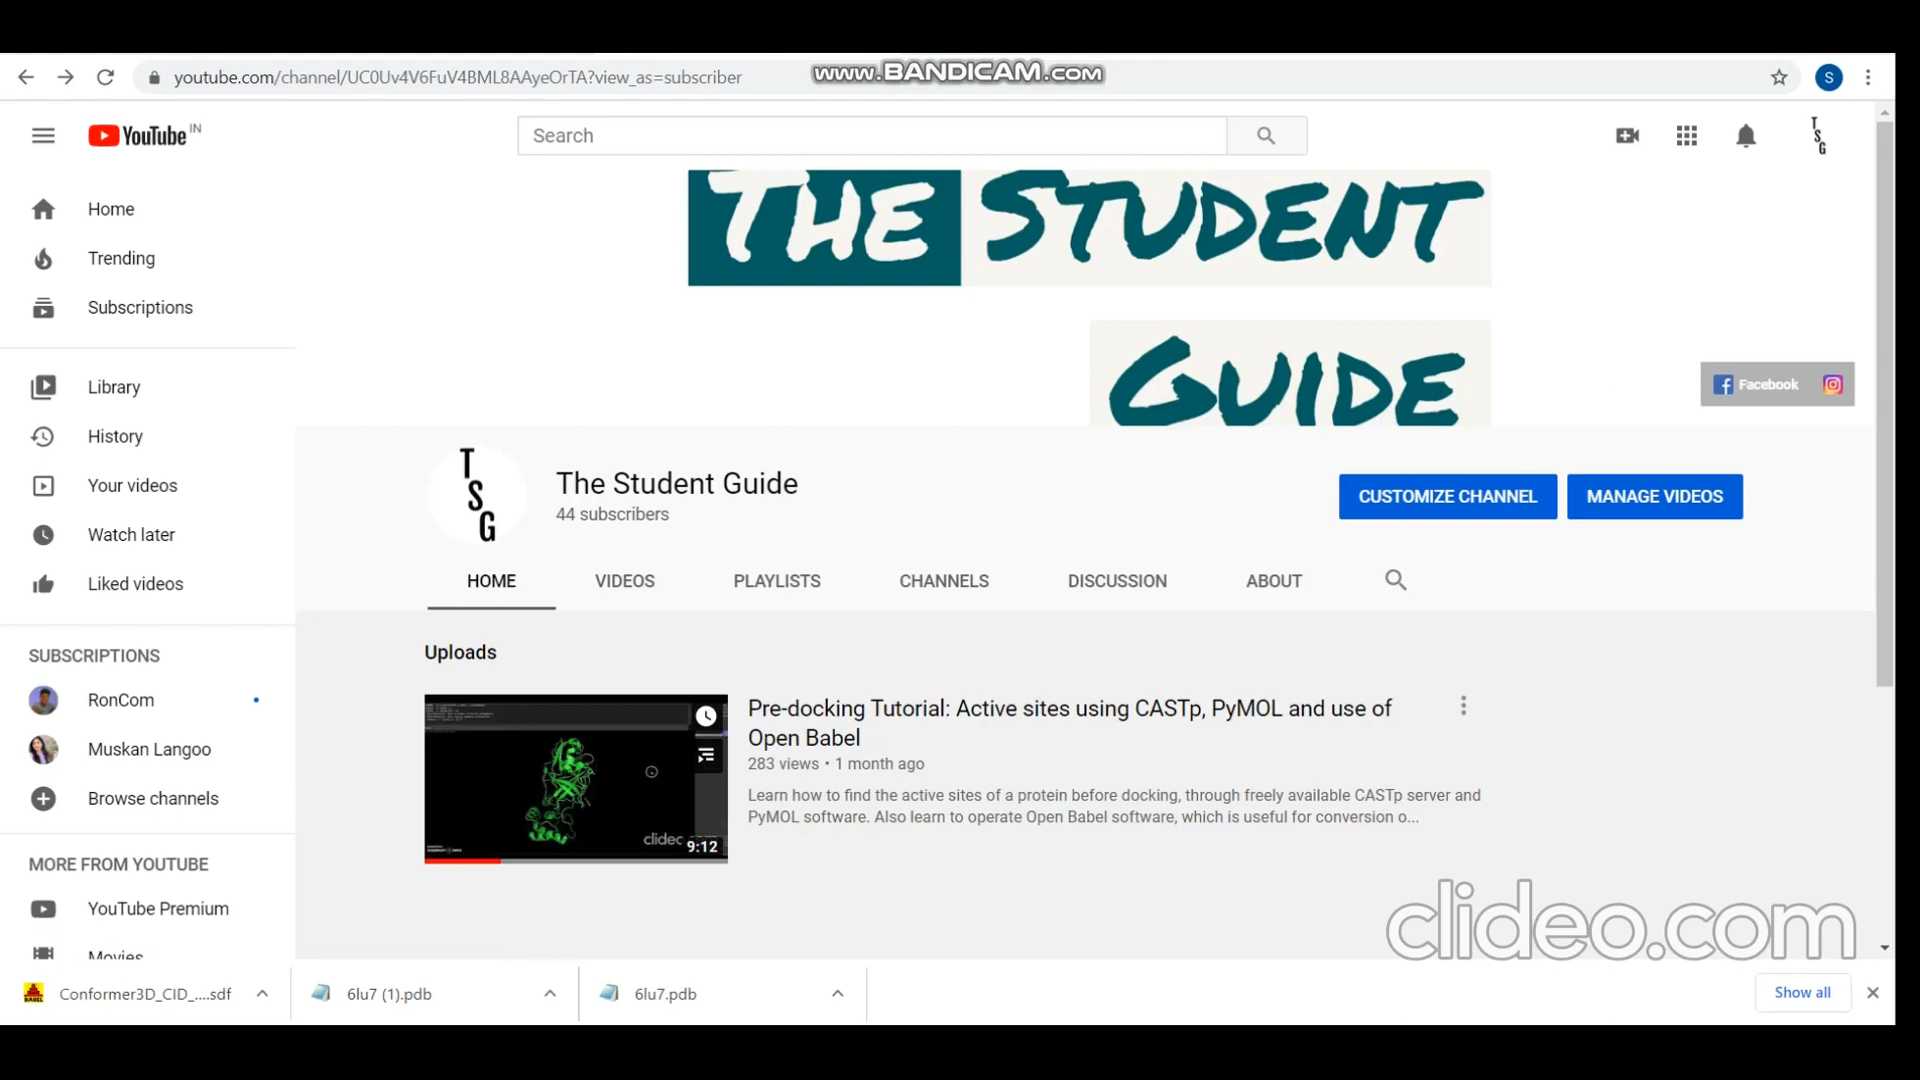 youtube.com/channel/UC0Uv4V6FuV4BML8AAyeOrTA?view_as=subscriber
www.BANDICAM.com
S
YouTube IN
Search
T
S
G
Home
Trending
Subscriptions
Library
History
Your videos
Watch later
Liked videos
SUBSCRIPTIONS
RonCom
Muskan Langoo
Browse channels
MORE FROM YOUTUBE
YouTube Premium
Movies
THE STUDENT
GUIDE
Facebook
T
S
G
The Student Guide
44 subscribers
CUSTOMIZE CHANNEL
MANAGE VIDEOS
HOME
VIDEOS
PLAYLISTS
CHANNELS
DISCUSSION
ABOUT
Uploads
clideo
9:12
Pre-docking Tutorial: Active sites using CASTp, PyMOL and use of
Open Babel
283 views • 1 month ago
Learn how to find the active sites of a protein before docking, through freely available CASTp server and
PyMOL software. Also learn to operate Open Babel software, which is useful for conversion o...
clideo.com
BABEL
Conformer3D_CID_....sdf
6lu7 (1).pdb
6lu7.pdb
Show all